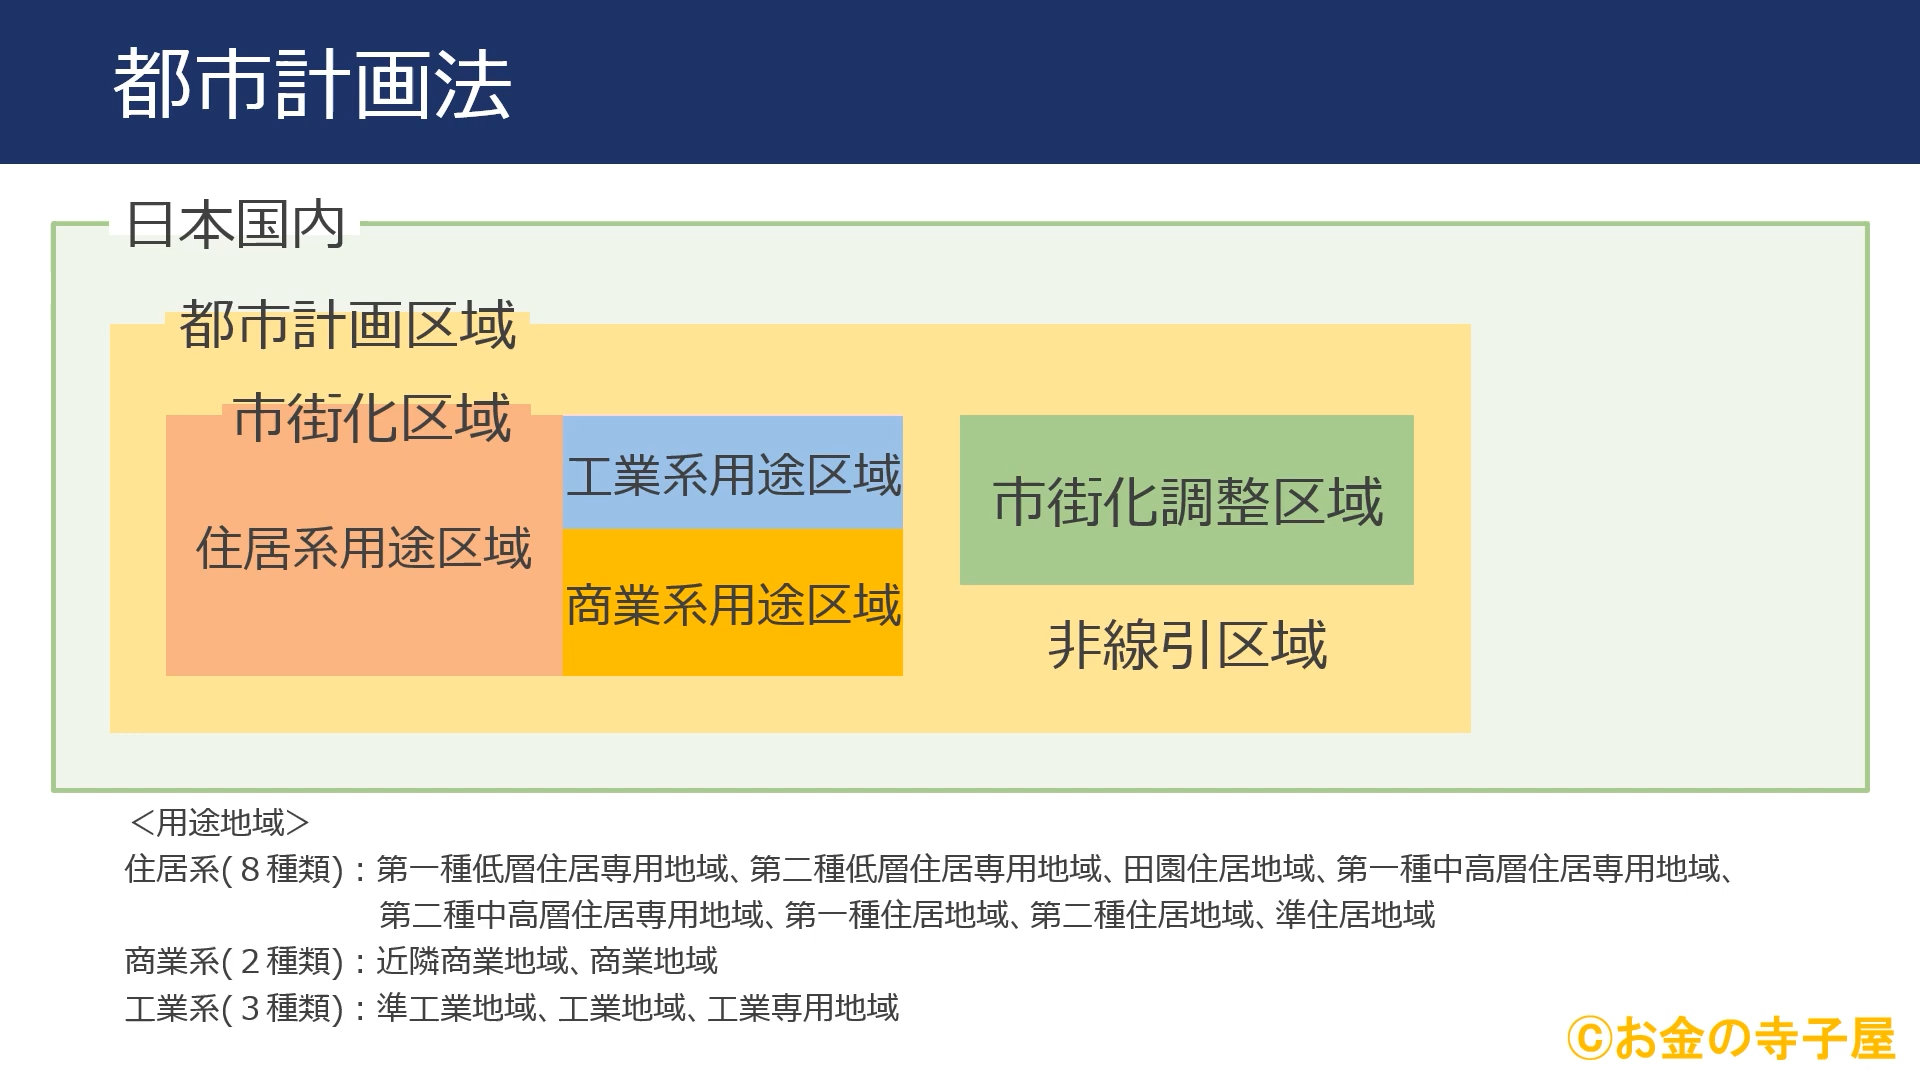 都市計画法
日本国内
都市計画区域
市街化区域
工業系用途区域
住居系用途区域
商業系用途区域
市街化調整区域
非線引区域
＜用途地域＞
住居系(８種類)：第一種低層住居専用地域、第二種低層住居専用地域、田園住居地域、第一種中高層住居専用地域、
第二種中高層住居専用地域、第一種住居地域、第二種住居地域、準住居地域
商業系(２種類)：近隣商業地域、商業地域
工業系(３種類)：準工業地域、工業地域、工業専用地域
©お金の寺子屋